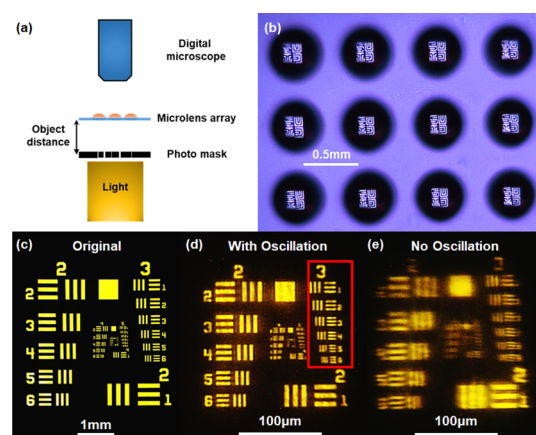 (a)
Digital
microscope
Microlens array
Object
distance
Photo mask
Light
(b)
0.5mm
(c) Original
2 3
2 1
2
3 3
4 4
5 5
6 6
2
1
1mm
(d) With Oscillation
2 3
2 1
2
3 3
4 4
5 5
6 6
2
1
100μm
(e) No Oscillation
100μm